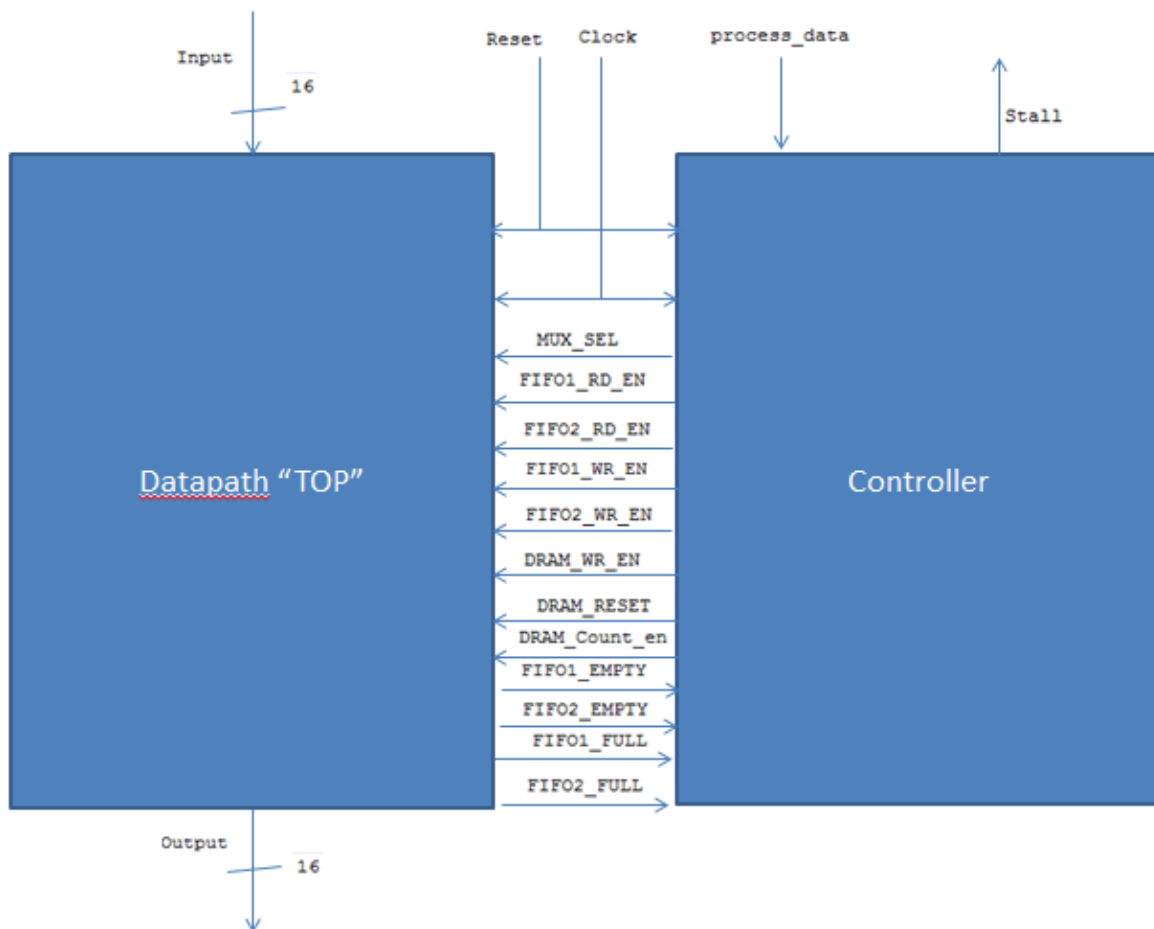 Reset
Clock
process_data
Input
16
Stall
MUX_SEL
FIFO1_RD_EN
FIFO2_RD_EN
FIFO1_WR_EN
FIFO2_WR_EN
DRAM_WR_EN
DRAM_RESET
DRAM_Count_en
FIFO1_EMPTY
FIFO2_EMPTY
FIFO1_FULL
FIFO2_FULL
Datapath “TOP”
Controller
Output
16